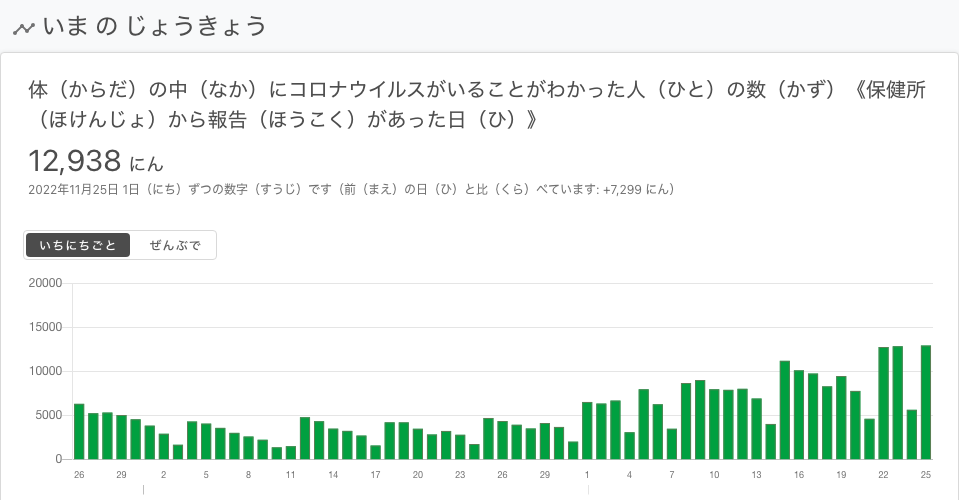 いま の じょうきょう
体（からだ）の中（なか）にコロナウイルスがいることがわかった人（ひと）の数（かず）《保健所
（ほけんじょ）から報告（ほうこく）があった日（ひ）》
12,938 にん
2022年11月25日 1日（にち）ずつの数字（すうじ）です（前（まえ）の日（ひ）と比（くら）べています: +7,299 にん）
いちにちごと ぜんぶで
20000
15000
10000
5000
0
26 29 2 5 8 11 14 17 20 23 26 29 1 4 7 10 13 16 19 22 25